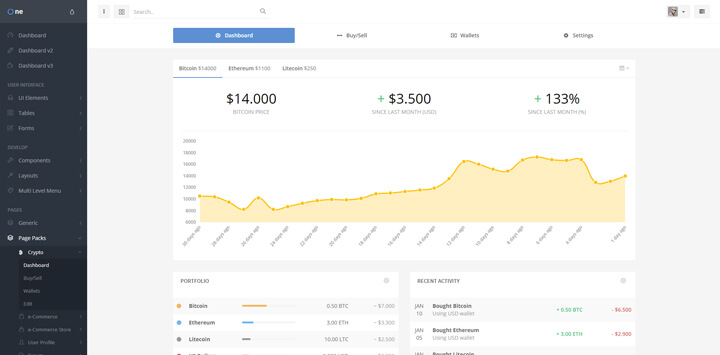 ne
Search..
Dashboard
Dashboard v2
Dashboard v3
USER INTERFACE
UI Elements
Tables
Forms
DEVELOP
Components
Layouts
Multi Level Menu
PAGES
Generic
Page Packs
Crypto
Dashboard
Buy/Sell
Wallets
Edit
e-Commerce
e-Commerce Store
User Profile
Dashboard
Buy/Sell
Wallets
Settings
Bitcoin $14000
Ethereum $1100
Litecoin $250
$14.000
BITCOIN PRICE
+ $3.500
SINCE LAST MONTH (USD)
+ 133%
SINCE LAST MONTH (%)
20000
18000
16000
14000
12000
10000
8000
6000
30 days ago
28 days ago
26 days ago
24 days ago
22 days ago
20 days ago
18 days ago
16 days ago
14 days ago
12 days ago
10 days ago
8 days ago
6 days ago
4 days ago
1 day ago
PORTFOLIO
Bitcoin 0.50 BTC ~ $7.000
Ethereum 3.00 ETH ~ $3.300
Litecoin 10.00 LTC ~ $2.500
RECENT ACTIVITY
JAN 10
Bought Bitcoin
Using USD wallet
+ 0.50 BTC
- $6.500
JAN 05
Bought Ethereum
Using USD wallet
+ 3.00 ETH
- $2.900
JAN
Bought Litecoin